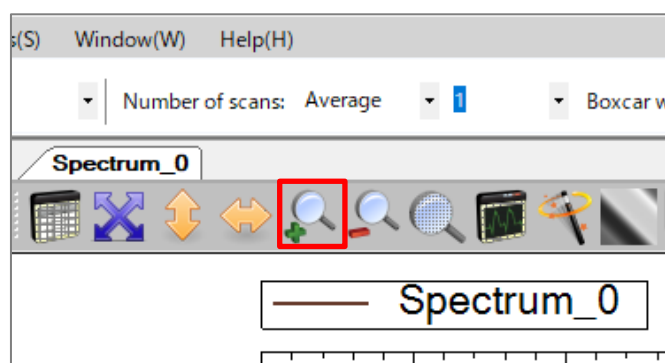 s(S) Window(W) Help(H)
Number of scans: Average 1 Boxcar w
Spectrum_0
Spectrum_0